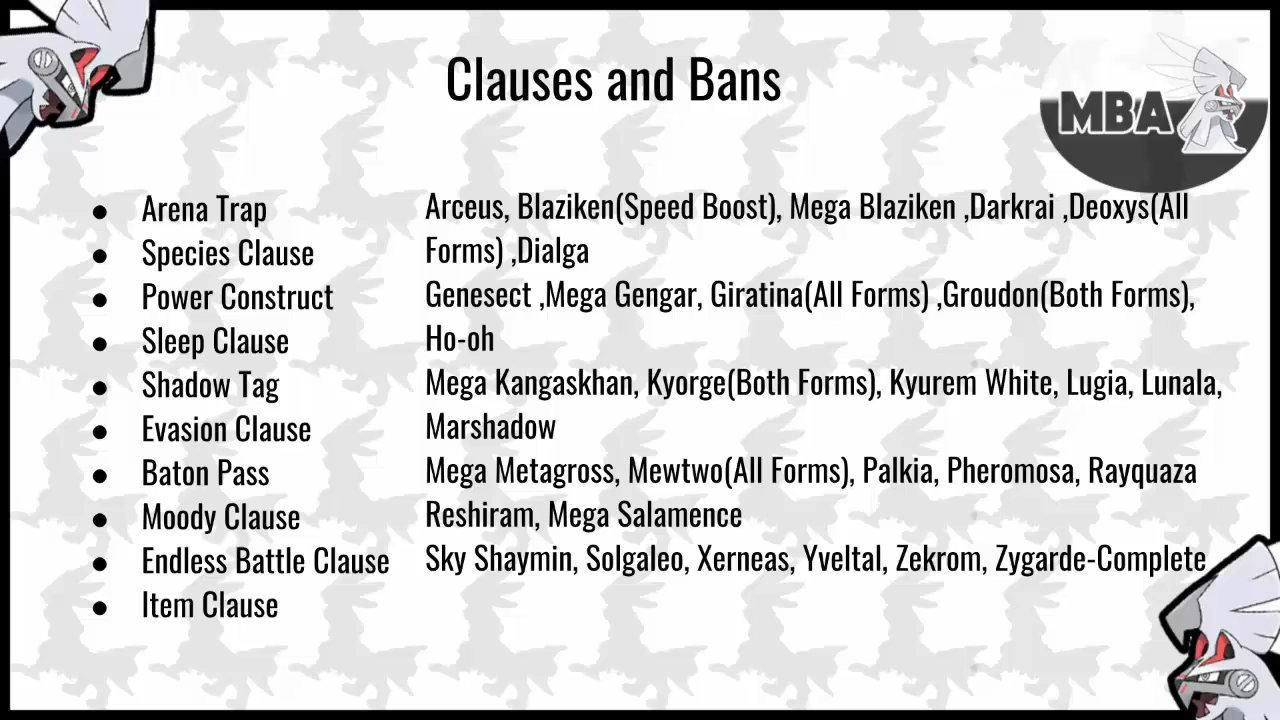 Clauses and Bans
MBA
● Arena Trap
● Species Clause
● Power Construct
● Sleep Clause
● Shadow Tag
● Evasion Clause
● Baton Pass
● Moody Clause
● Endless Battle Clause
● Item Clause
Arceus, Blaziken(Speed Boost), Mega Blaziken ,Darkrai ,Deoxys(All
Forms) ,Dialga
Genesect ,Mega Gengar, Giratina(All Forms) ,Groudon(Both Forms),
Ho-oh
Mega Kangaskhan, Kyorge(Both Forms), Kyurem White, Lugia, Lunala,
Marshadow
Mega Metagross, Mewtwo(All Forms), Palkia, Pheromosa, Rayquaza
Reshiram, Mega Salamence
Sky Shaymin, Solgaleo, Xerneas, Yveltal, Zekrom, Zygarde-Complete